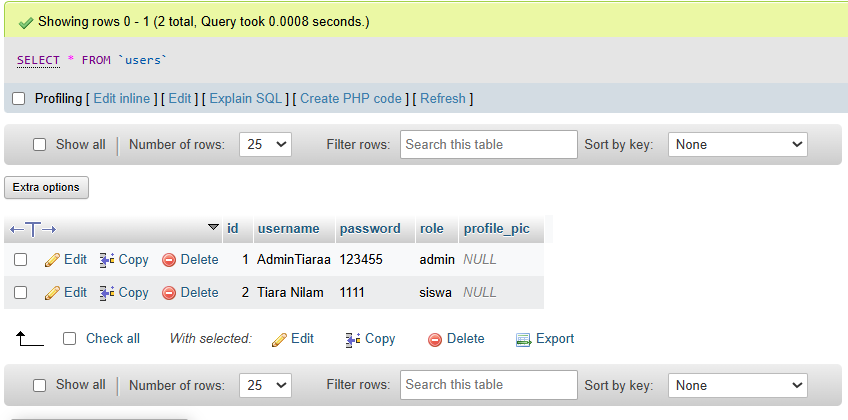 Showing rows 0 - 1 (2 total, Query took 0.0008 seconds.)
SELECT * FROM `users`
Profiling [ Edit inline ] [ Edit ] [ Explain SQL ] [ Create PHP code ] [ Refresh ]
Show all Number of rows: 25 Filter rows: Search this table Sort by key: None
Extra options
id username password role profile_pic
Edit Copy Delete 1 AdminTiaraa 123455 admin NULL
Edit Copy Delete 2 Tiara Nilam 1111 siswa NULL
Check all With selected: Edit Copy Delete Export
Show all Number of rows: 25 Filter rows: Search this table Sort by key: None